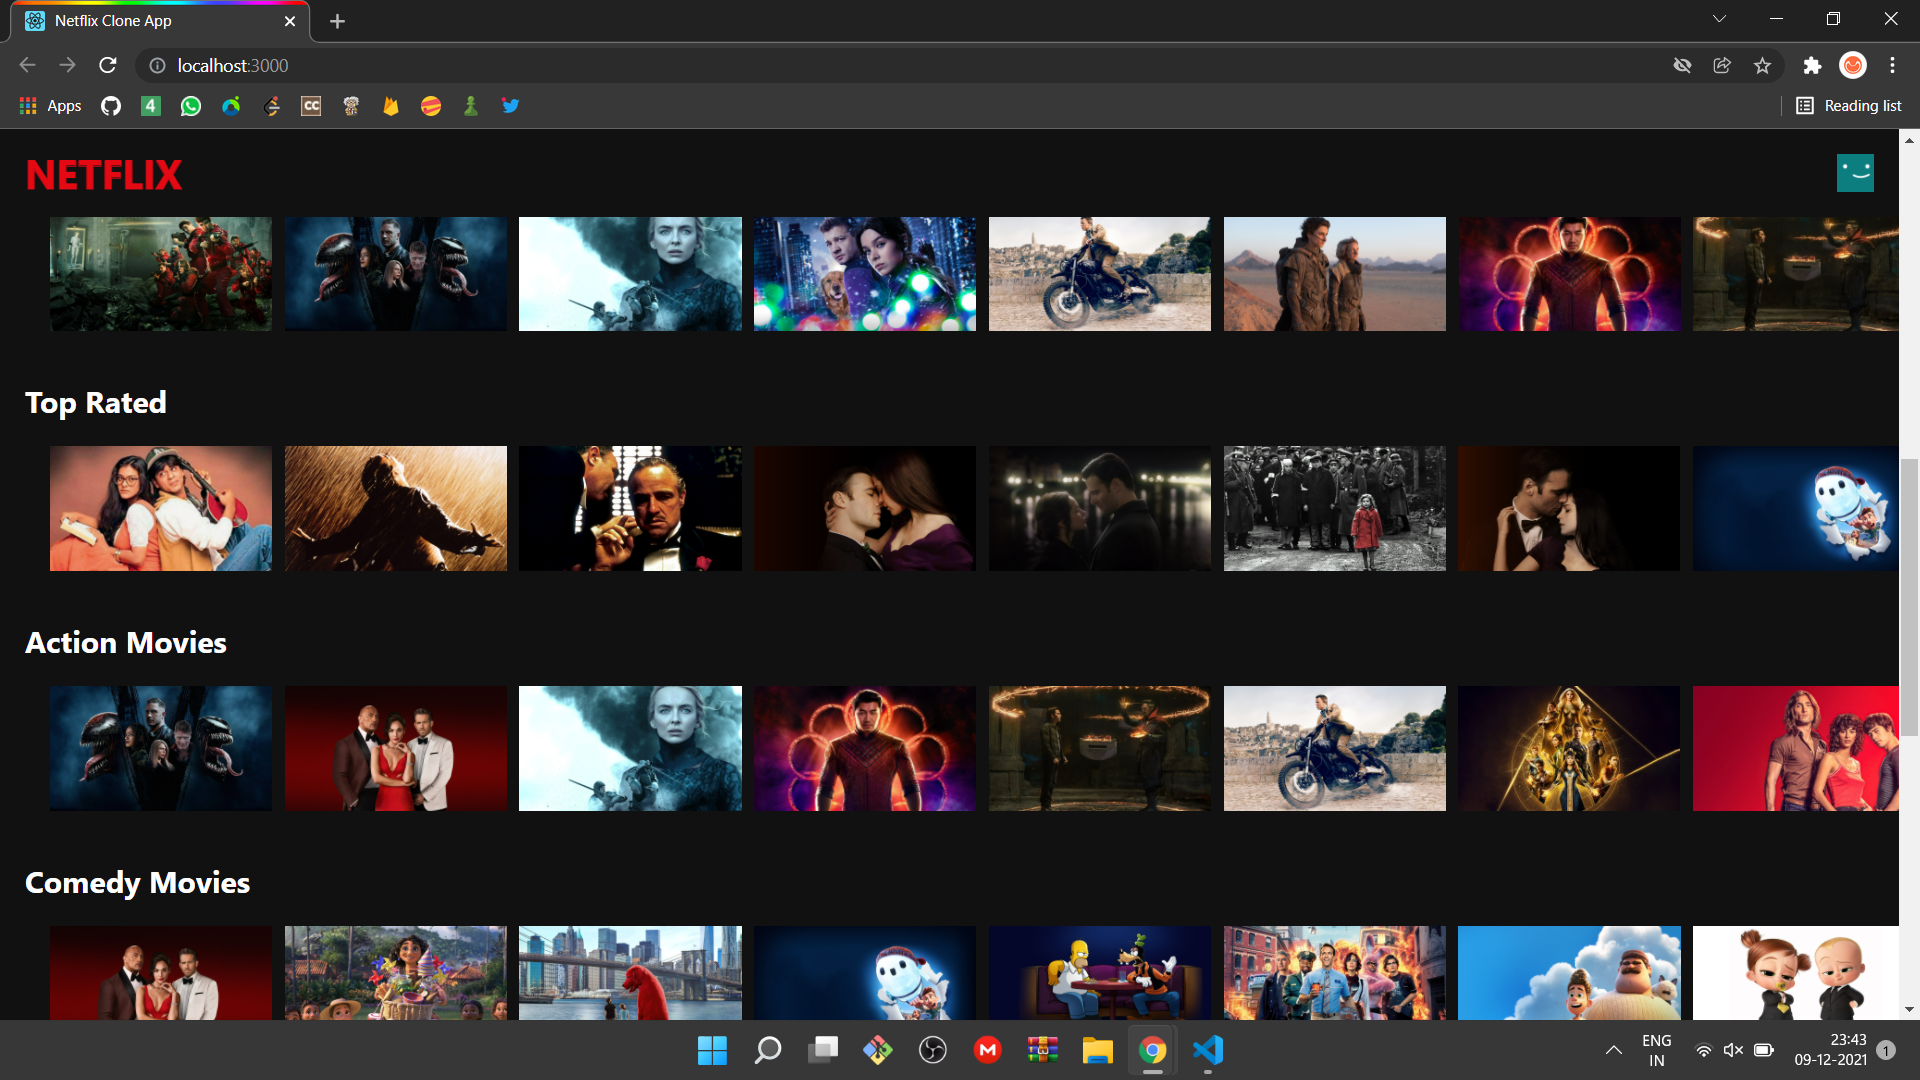 Netflix Clone App
localhost:3000
Apps
4
CC
Reading list
NETFLIX
Top Rated
Action Movies
Comedy Movies
M
ENG
IN
23:43
09-12-2021
1